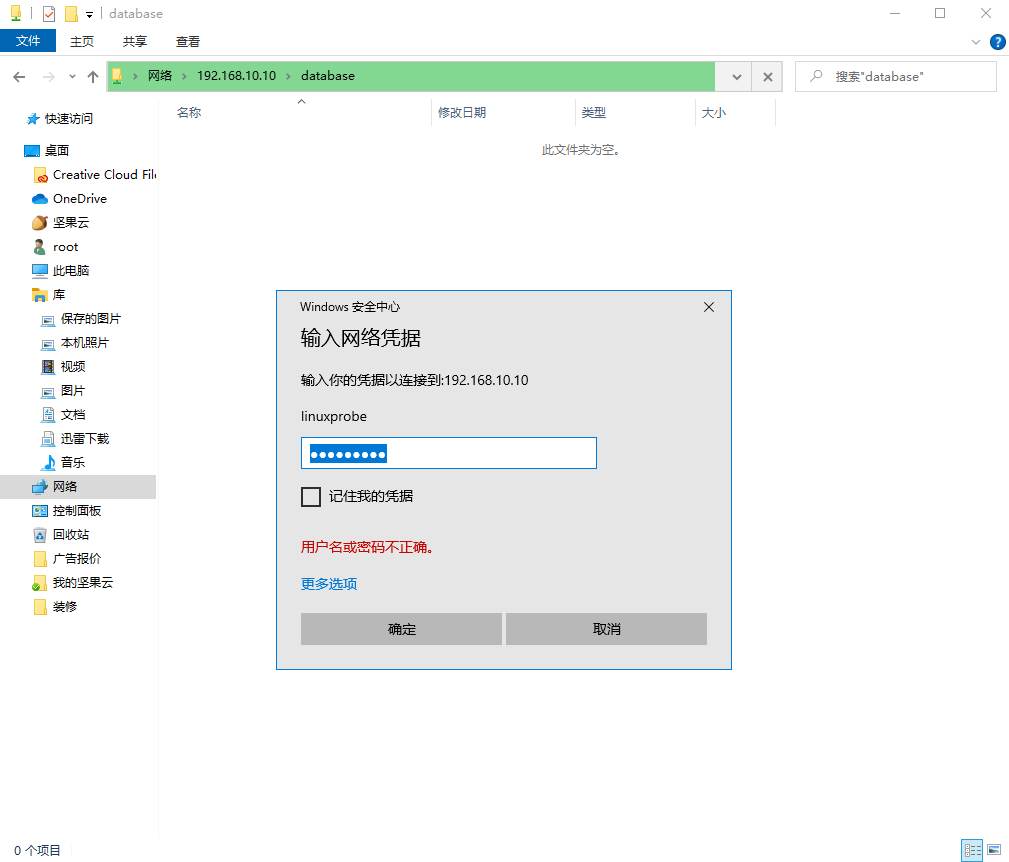 database
文件 主页 共享 查看
网络 192.168.10.10 database 搜索"database"
名称 修改日期 类型 大小
此文件夹为空。
快速访问
桌面
Creative Cloud Fil
OneDrive
坚果云
root
此电脑
库
保存的图片
本机照片
视频
图片
文档
迅雷下载
音乐
网络
控制面板
回收站
广告报价
我的坚果云
装修
Windows 安全中心
输入网络凭据
输入你的凭据以连接到:192.168.10.10
linuxprobe
●●●●●●●●●
记住我的凭据
用户名或密码不正确。
更多选项
确定 取消
0 个项目